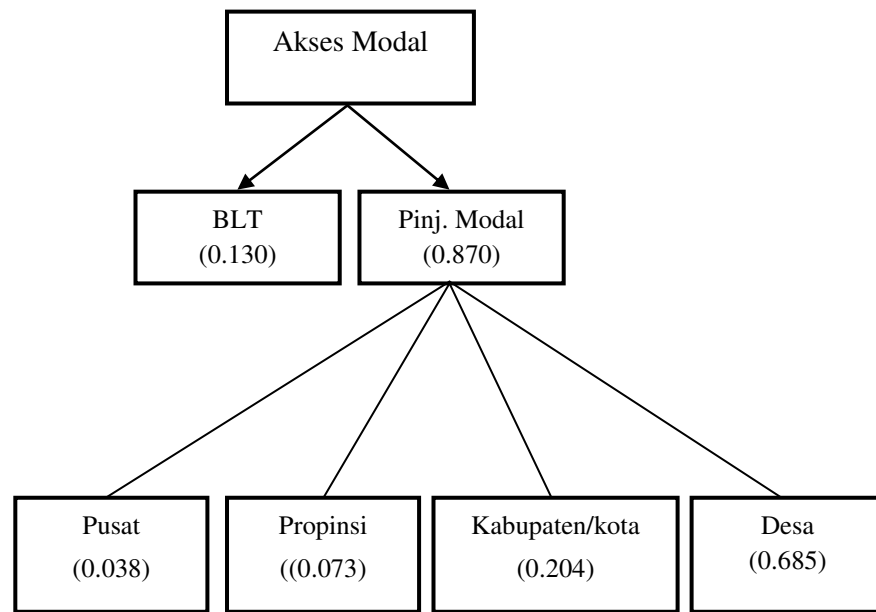 Akses Modal
BLT
(0.130)
Pinj. Modal
(0.870)
Pusat
(0.038)
Propinsi
((0.073)
Kabupaten/kota
(0.204)
Desa
(0.685)